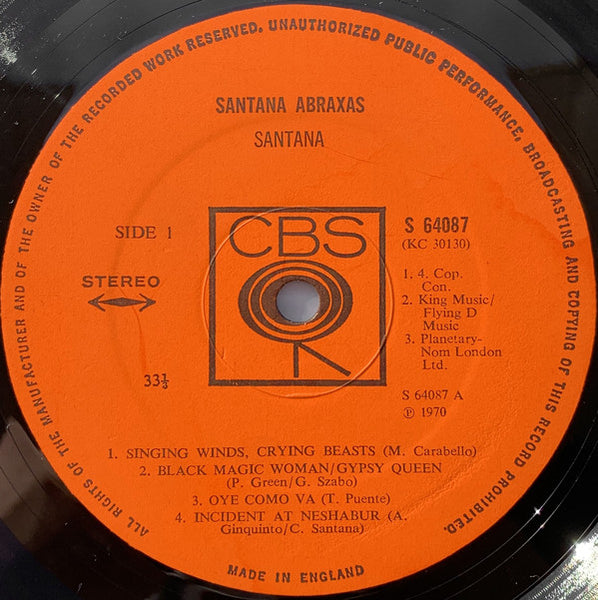 ALL RIGHTS OF THE MANUFACTURER AND OF THE OWNER OF THE RECORDED WORK RESERVED. UNAUTHORIZED PUBLIC PERFORMANCE, BROADCASTING AND COPYING OF THIS RECORD PROHIBITED.
SANTANA ABRAXAS
SANTANA
SIDE 1
STEREO
33⅓
CBS
S 64087
(KC 30130)
1. 4. Cop.
Con.
2. King Music/
Flying D
Music
3. Planetary-
Nom London
Ltd.
S 64087 A
℗ 1970
1. SINGING WINDS, CRYING BEASTS (M. Carabello)
2. BLACK MAGIC WOMAN/GYPSY QUEEN
(P. Green/G. Szabo)
3. OYE COMO VA (T. Puente)
4. INCIDENT AT NESHABUR (A.
Ginquinto/C. Santana)
MADE IN ENGLAND